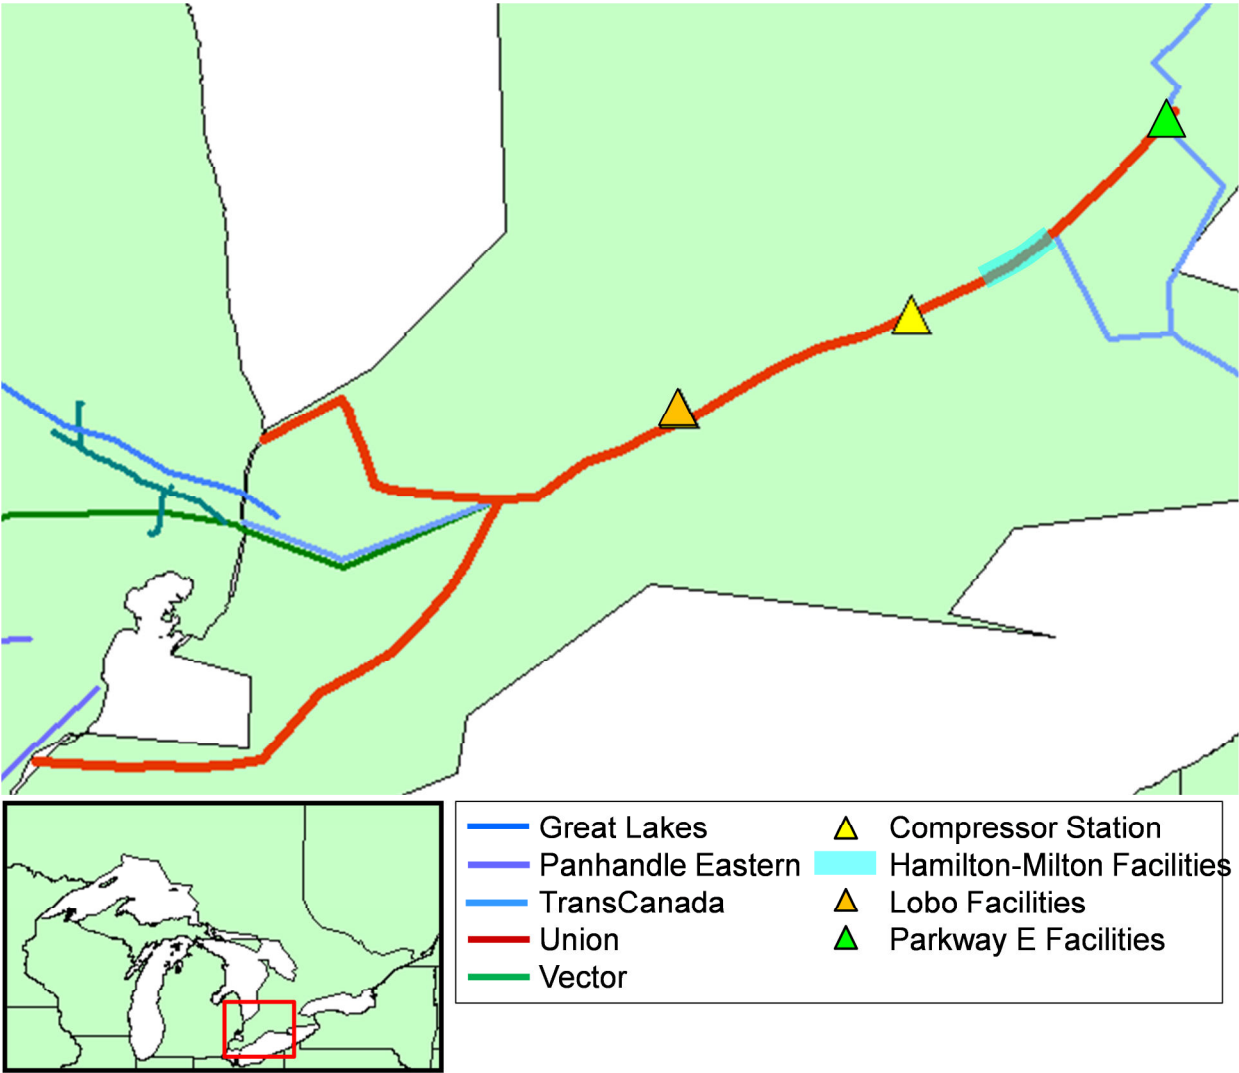 Great Lakes
Panhandle Eastern
TransCanada
Union
Vector
Compressor Station
Hamilton-Milton Facilities
Lobo Facilities
Parkway E Facilities